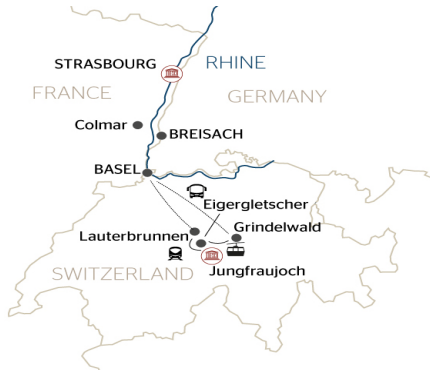 STRASBOURG
RHINE
FRANCE
GERMANY
Colmar
BREISACH
BASEL
Eigergletscher
Grindelwald
Lauterbrunnen
SWITZERLAND
Jungfraujoch